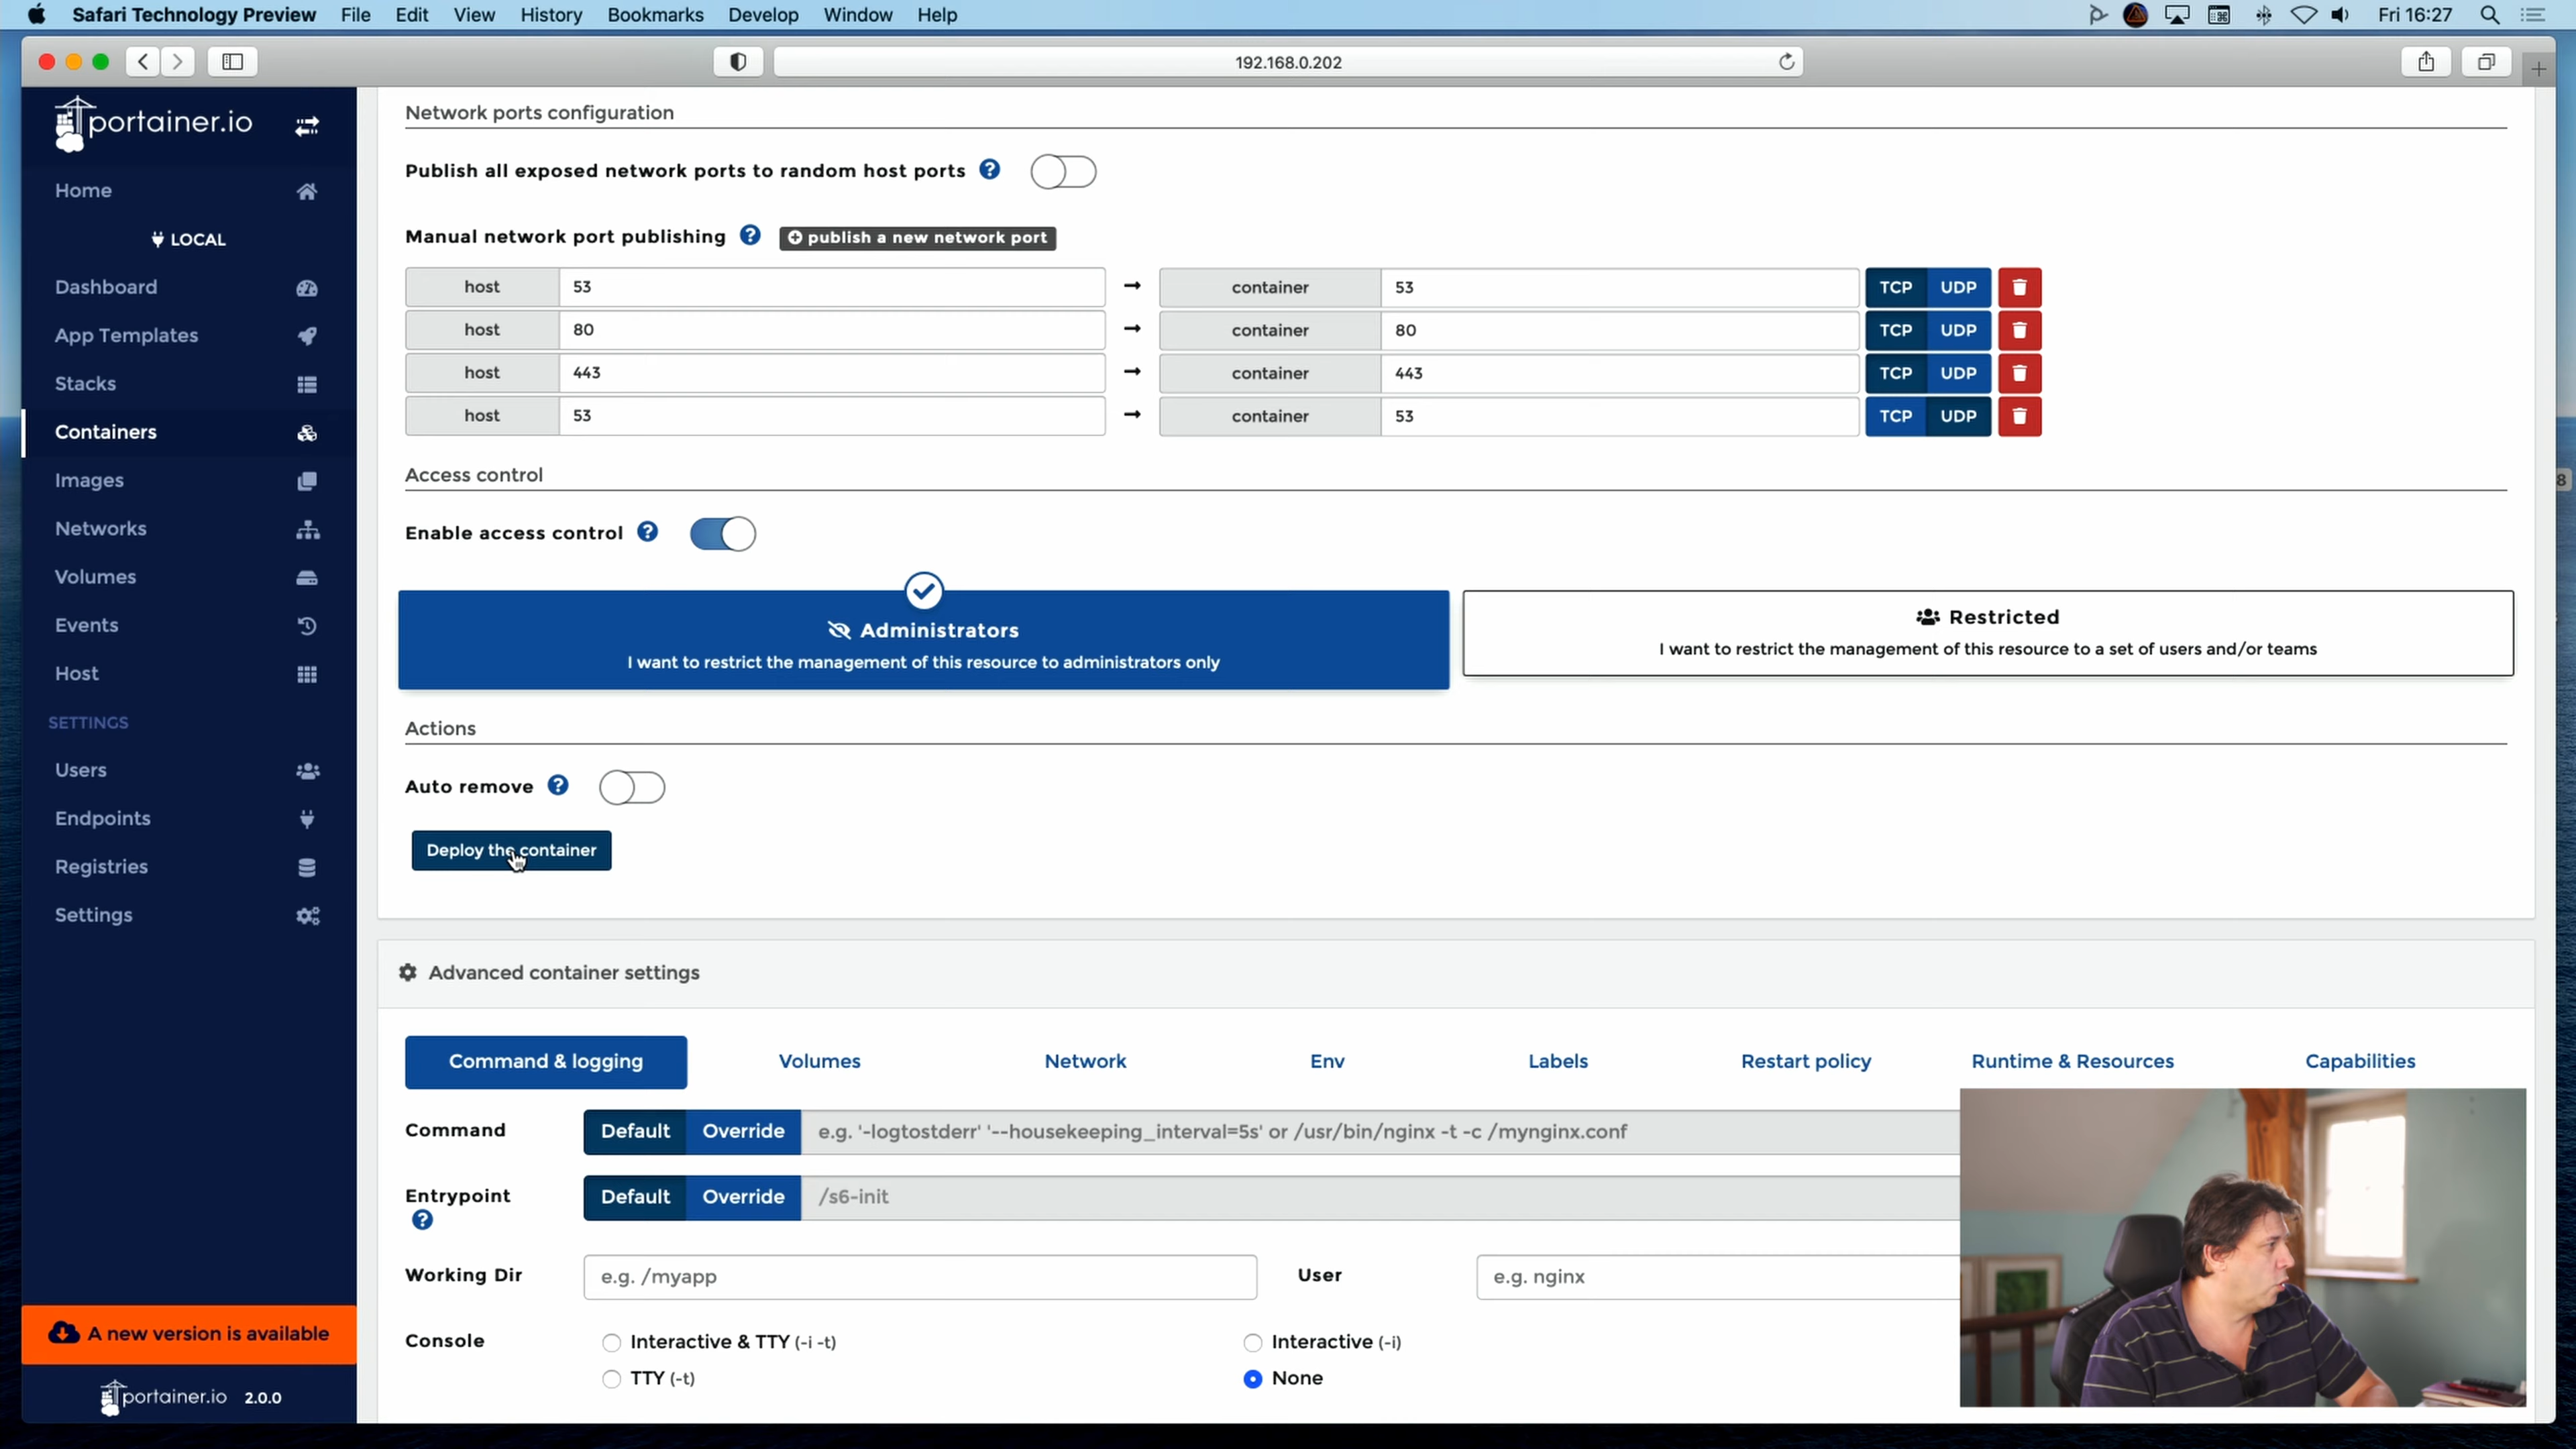 Safari Technology Preview File Edit View History Bookmarks Develop Window Help Fri 16:27
192.168.0.202
portainer.io
Home
LOCAL
Dashboard
App Templates
Stacks
Containers
Images
Networks
Volumes
Events
Host
SETTINGS
Users
Endpoints
Registries
Settings
A new version is available
portainer.io 2.0.0
Network ports configuration
Publish all exposed network ports to random host ports ?
Manual network port publishing ? publish a new network port
host 53 → container 53 TCP UDP
host 80 → container 80 TCP UDP
host 443 → container 443 TCP UDP
host 53 → container 53 TCP UDP
Access control
Enable access control ?
Administrators
I want to restrict the management of this resource to administrators only
Restricted
I want to restrict the management of this resource to a set of users and/or teams
Actions
Auto remove ?
Deploy the container
Advanced container settings
Command & logging Volumes Network Env Labels Restart policy Runtime & Resources Capabilities
Command Default Override e.g. '-logtostderr' '--housekeeping_interval=5s' or /usr/bin/nginx -t -c /mynginx.conf
Entrypoint ? Default Override /s6-init
Working Dir e.g. /myapp User e.g. nginx
Console Interactive & TTY (-i -t) Interactive (-i)
TTY (-t) None
8